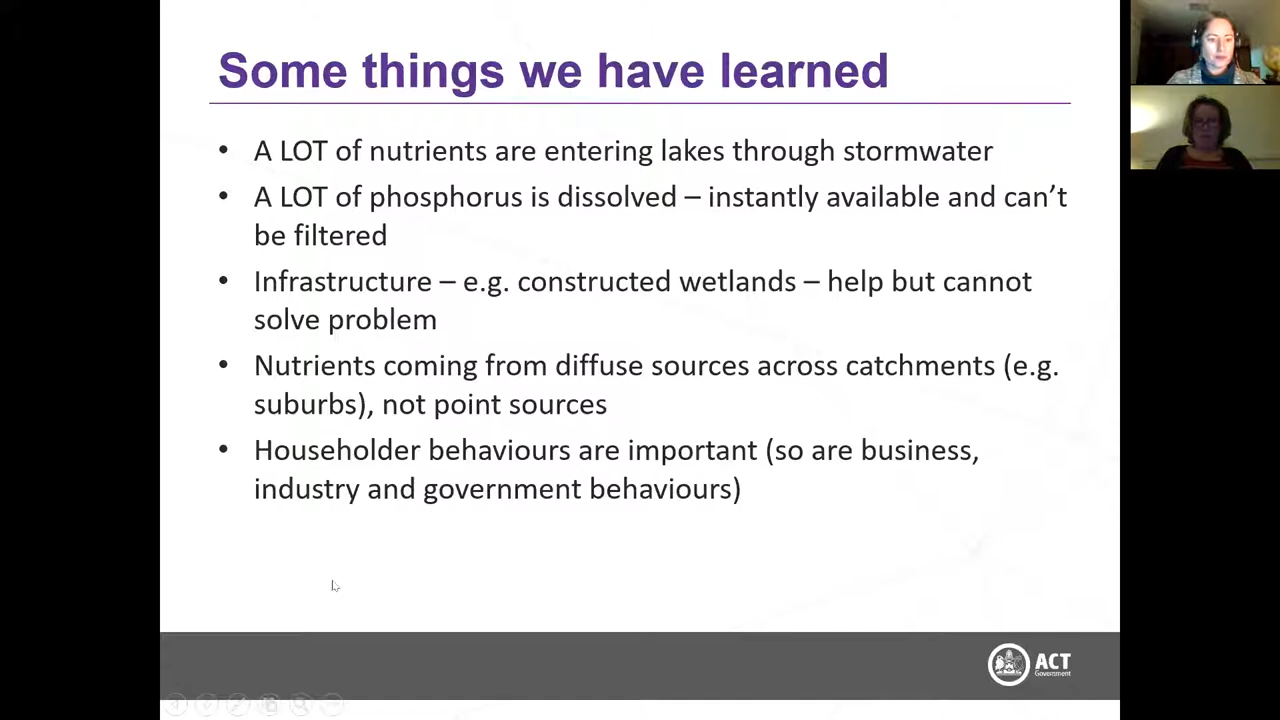 Some things we have learned
• A LOT of nutrients are entering lakes through stormwater
• A LOT of phosphorus is dissolved – instantly available and can’t
be filtered
• Infrastructure – e.g. constructed wetlands – help but cannot
solve problem
• Nutrients coming from diffuse sources across catchments (e.g.
suburbs), not point sources
• Householder behaviours are important (so are business,
industry and government behaviours)
ACT
Government